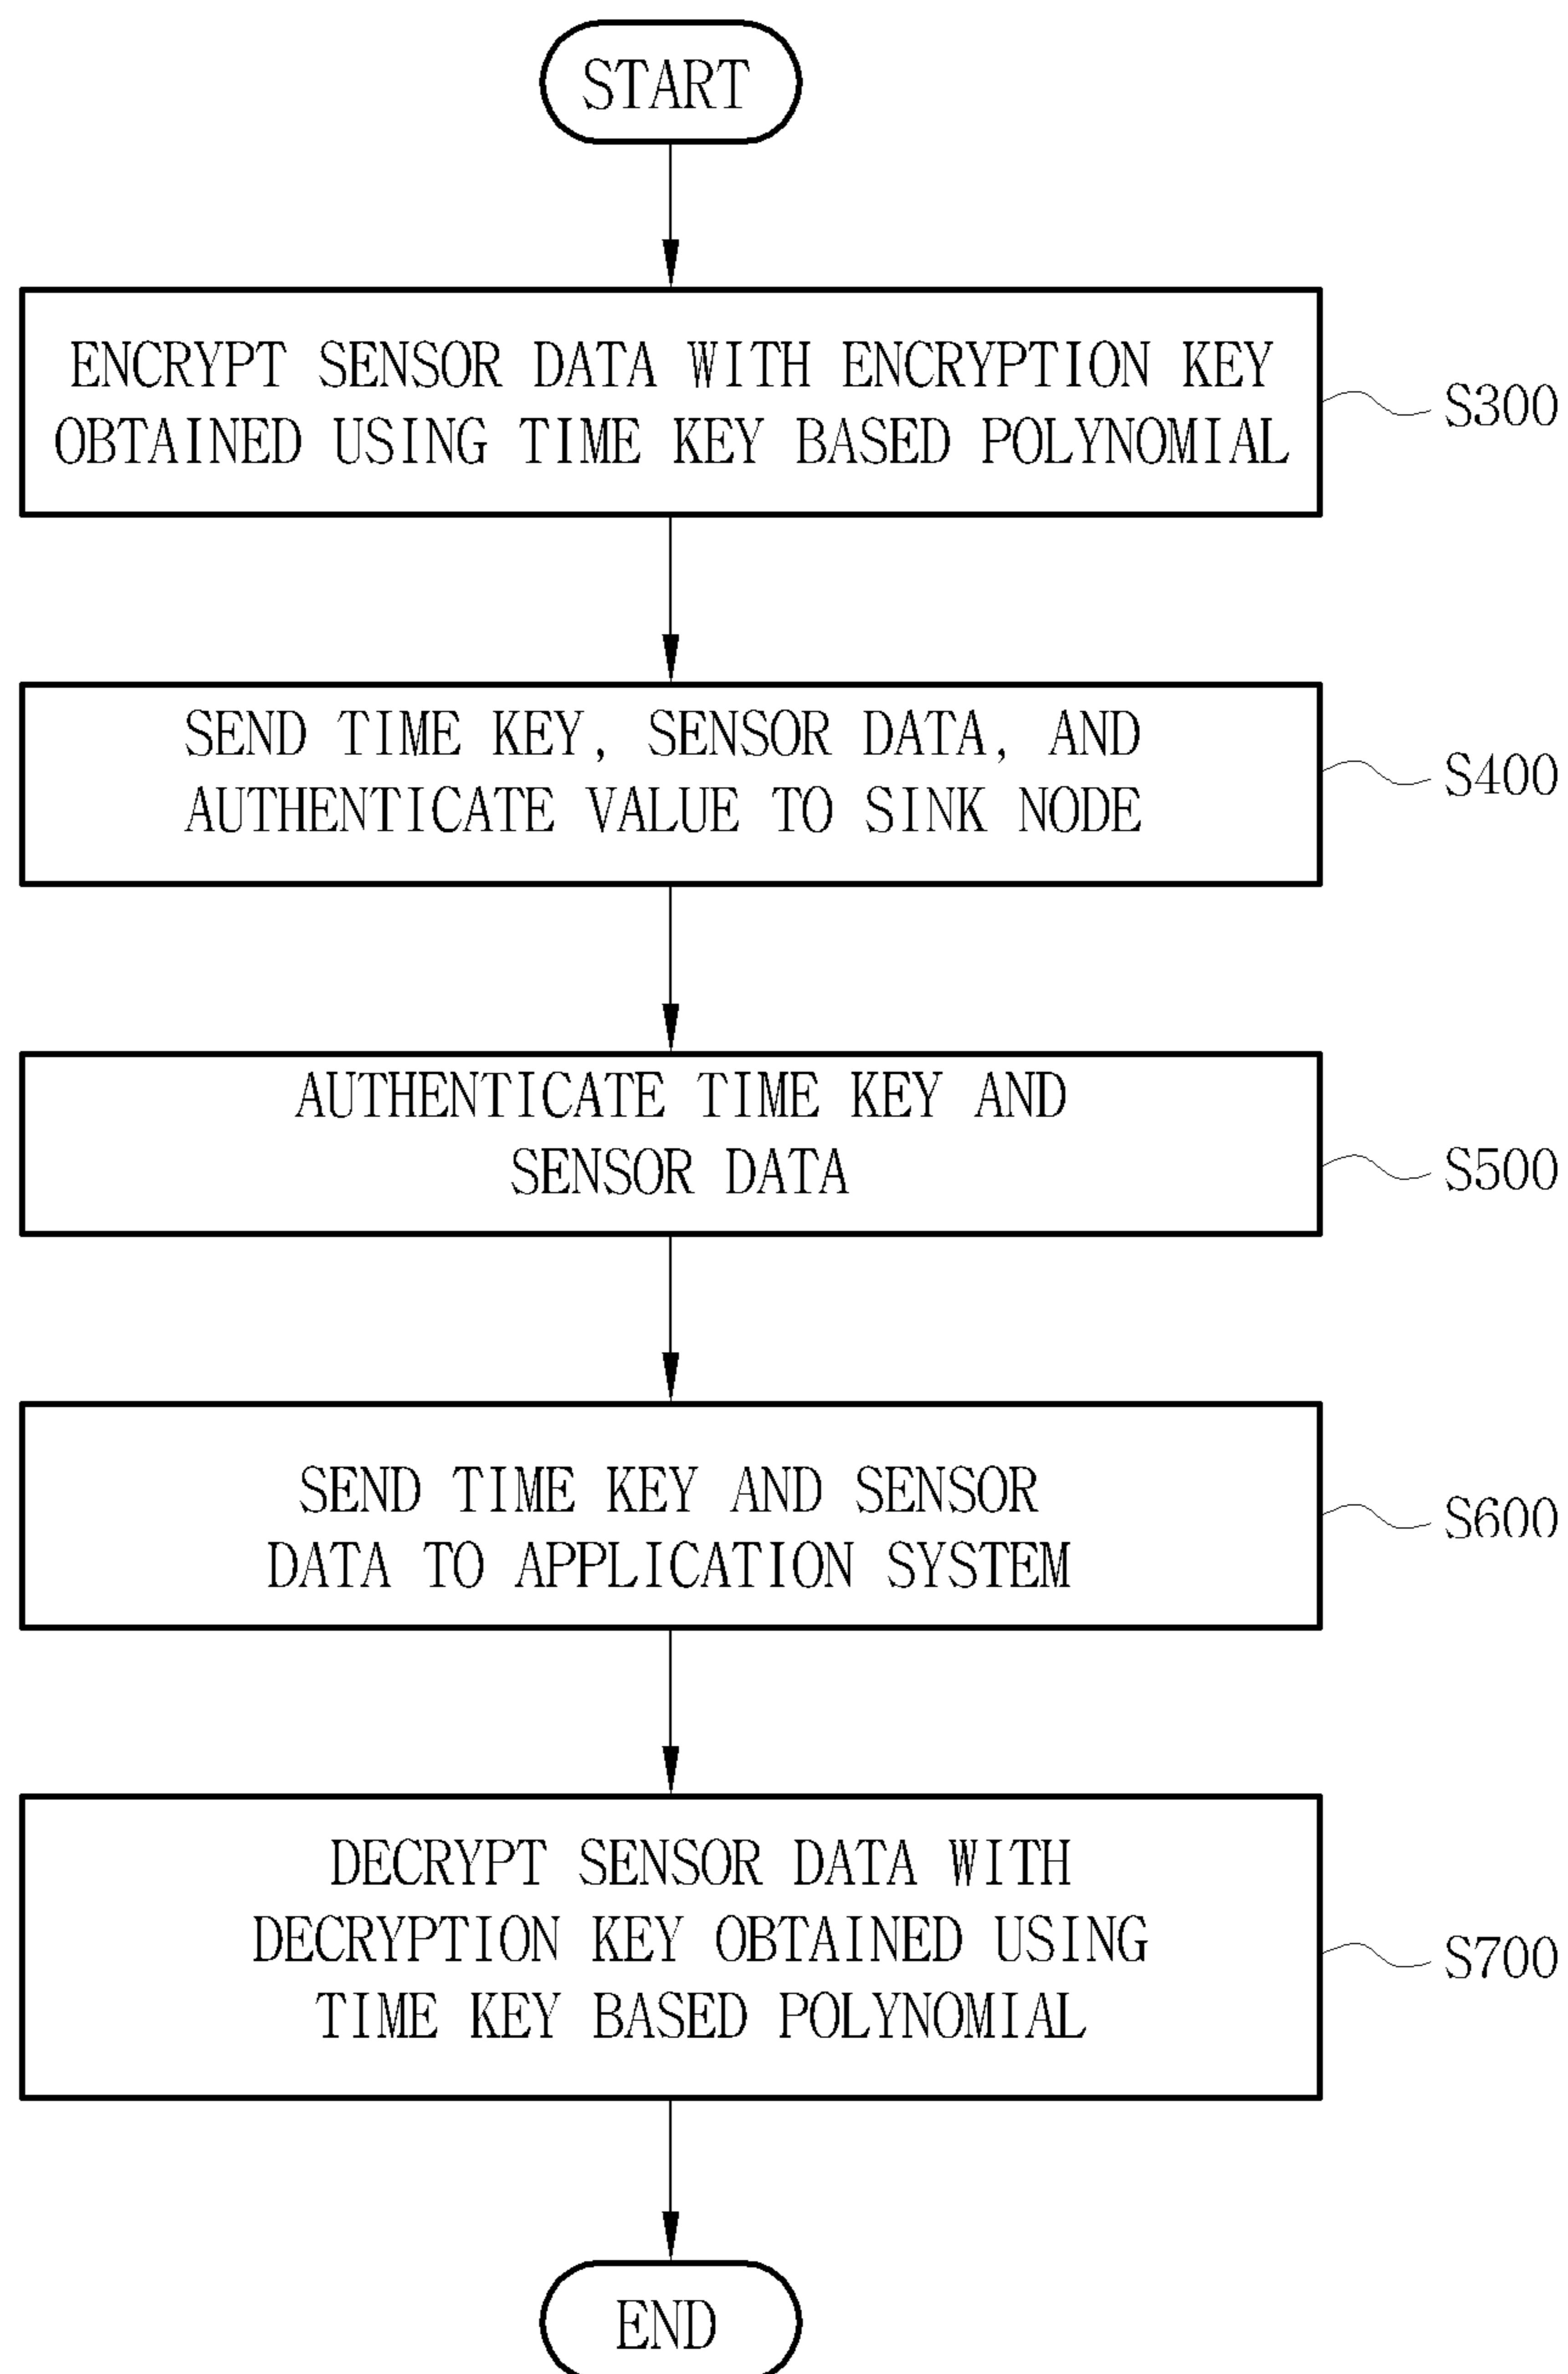 START
ENCRYPT SENSOR DATA WITH ENCRYPTION KEY
OBTAINED USING TIME KEY BASED POLYNOMIAL
S300
SEND TIME KEY, SENSOR DATA, AND
AUTHENTICATE VALUE TO SINK NODE
S400
AUTHENTICATE TIME KEY AND
SENSOR DATA
S500
SEND TIME KEY AND SENSOR
DATA TO APPLICATION SYSTEM
S600
DECRYPT SENSOR DATA WITH
DECRYPTION KEY OBTAINED USING
TIME KEY BASED POLYNOMIAL
S700
END